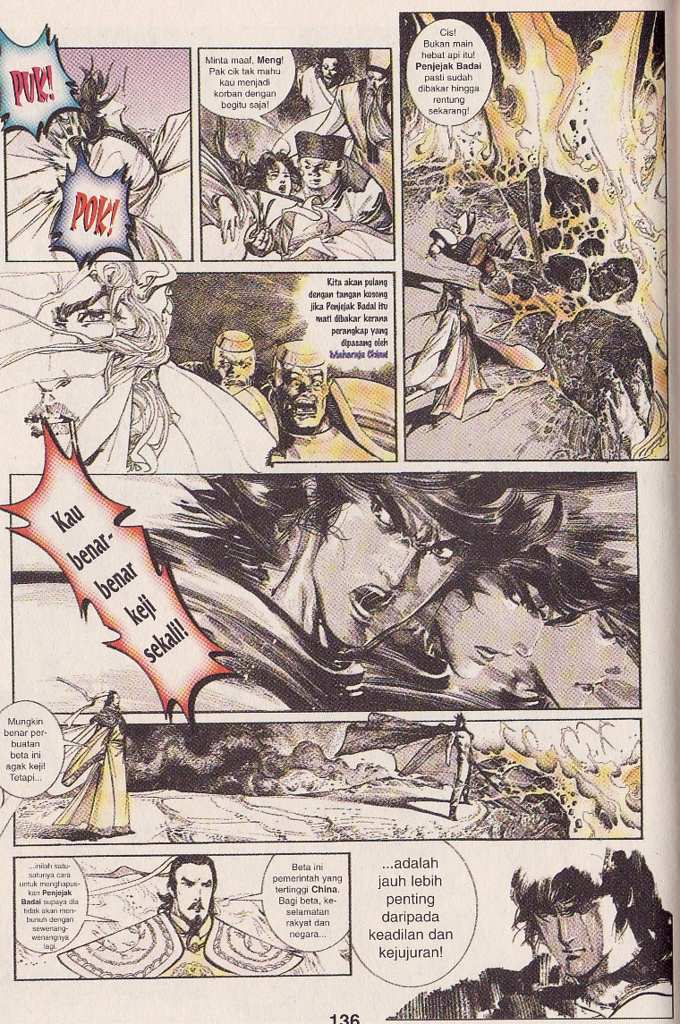 PUK!
POK!
Minta maaf, Meng!
Pak cik tak mahu
kau menjadi
korban dengan
begitu saja!
Cis!
Bukan main
hebat api itu!
Penjejak Badai
pasti sudah
dibakar hingga
rentung
sekarang!
Kita akan pulang
dengan tangan kosong
jika Penjejak Badai itu
mati dibakar kerana
perangkap yang
dipasang oleh
Maharaja China!
Kau
benar-
benar
keji
sekali!
Mungkin
benar per-
buatan
beta ini
agak keji!
Tetapi...
...inilah satu-
satunya cara
untuk menghapus-
kan Penjejak
Badai supaya dia
tidak akan mem-
bunuh dengan
sewenang-
wenangnya
lagi.
Beta ini
pemerintah yang
tertinggi China.
Bagi beta, ke-
selamatan
rakyat dan
negara...
...adalah
jauh lebih
penting
daripada
keadilan dan
kejujuran!
136